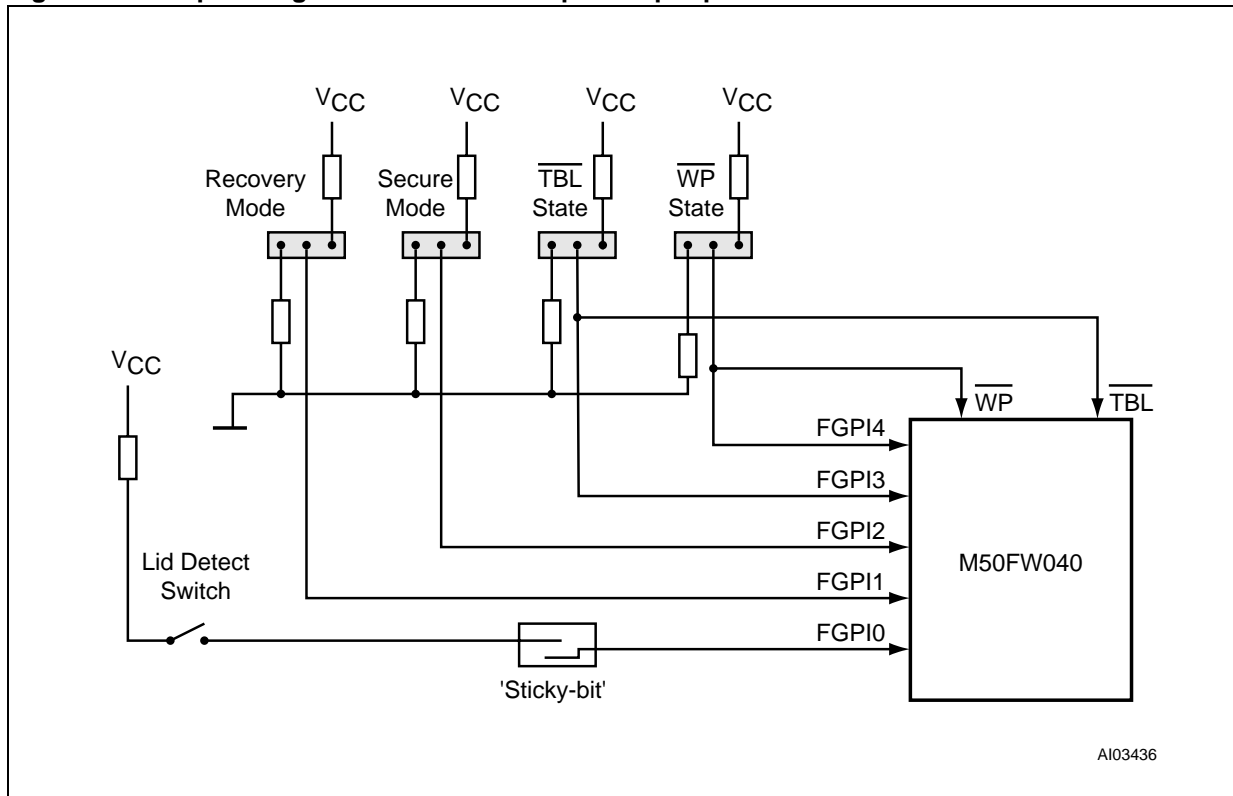 VCC VCC VCC VCC
Recovery Mode
Secure Mode
TBL State
WP State
VCC
WP TBL
FGPI4
FGPI3
FGPI2
FGPI1
FGPI0
M50FW040
Lid Detect
Switch
'Sticky-bit'
AI03436